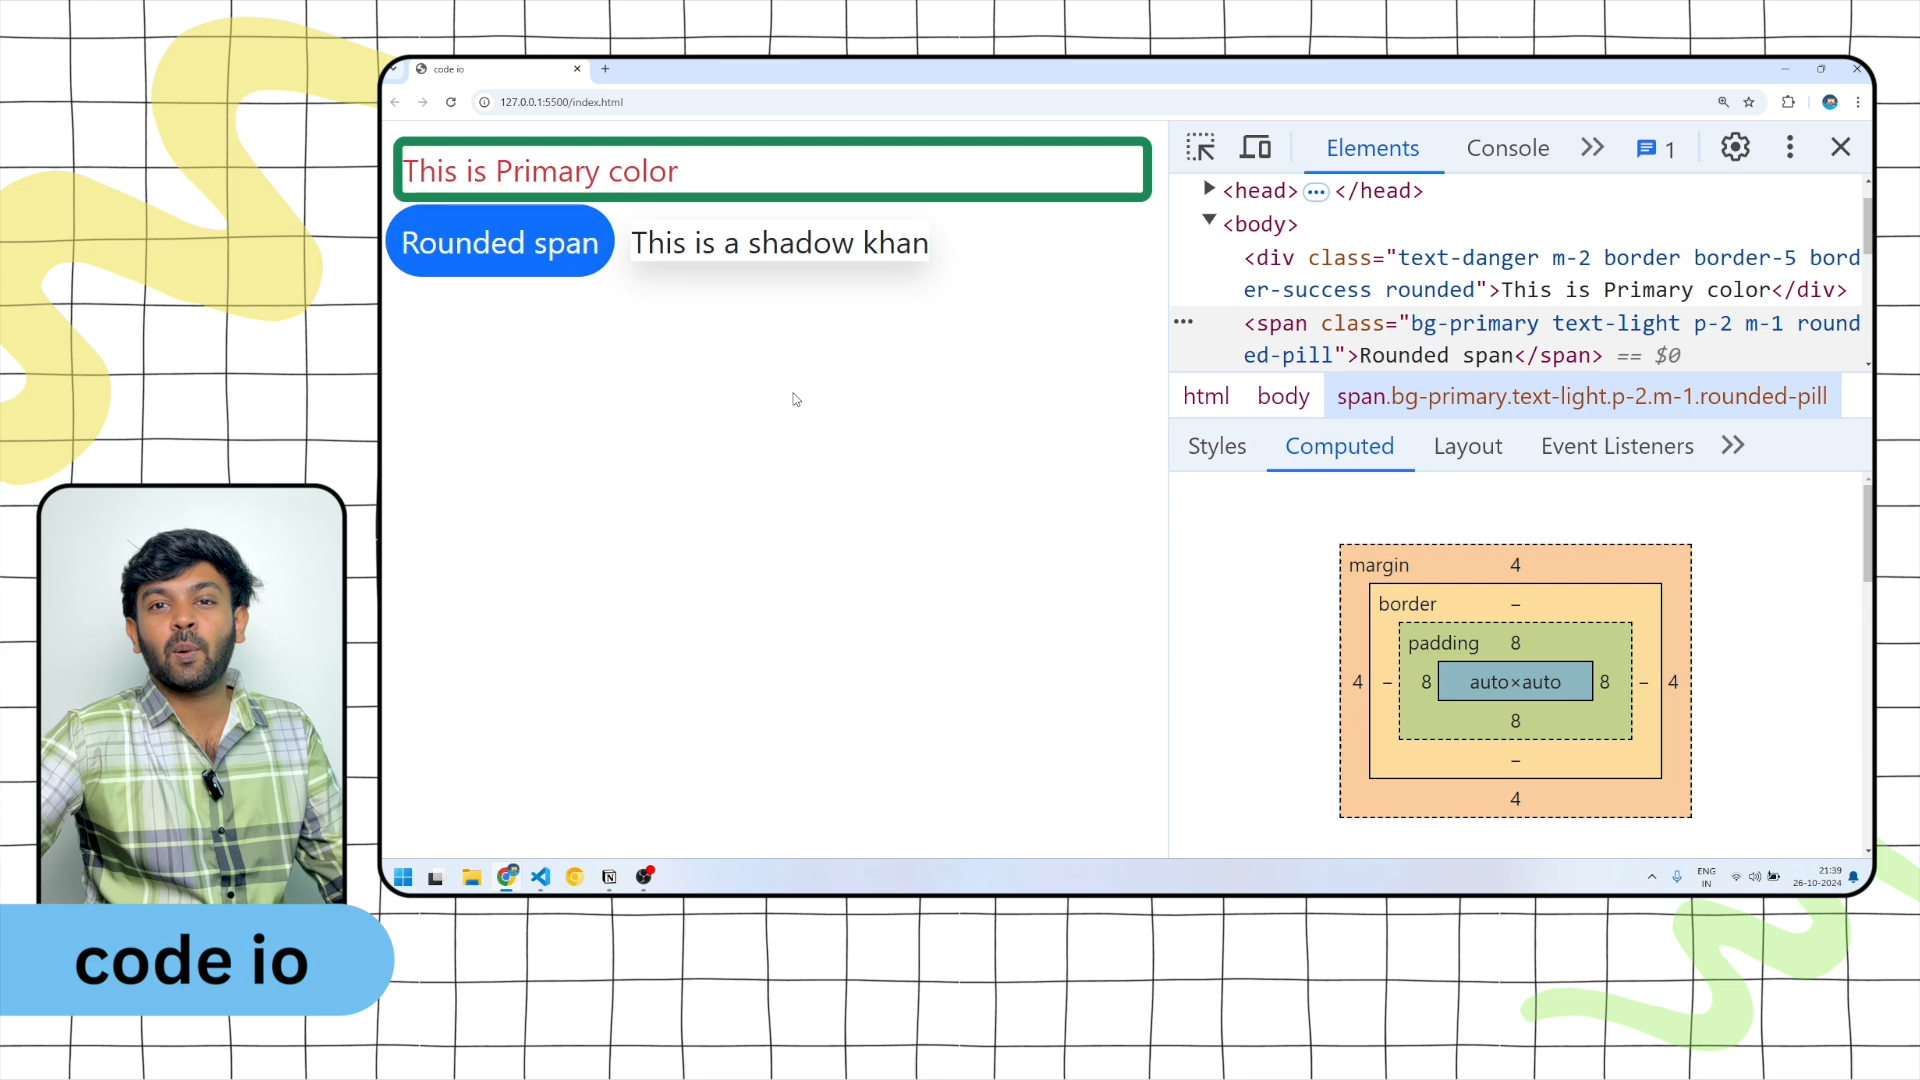 code io
127.0.0.1:5500/index.html
This is Primary color
Rounded span
This is a shadow khan
Elements
Console
1
<head> ••• </head>
<body>
<div class="text-danger m-2 border border-5 bord
er-success rounded">This is Primary color</div>
<span class="bg-primary text-light p-2 m-1 round
ed-pill">Rounded span</span> == $0
html body span.bg-primary.text-light.p-2.m-1.rounded-pill
Styles Computed Layout Event Listeners
margin 4
border –
padding 8
4 – 8 auto×auto 8 – 4
8
–
4
ENG
IN
21:39
26-10-2024
code io